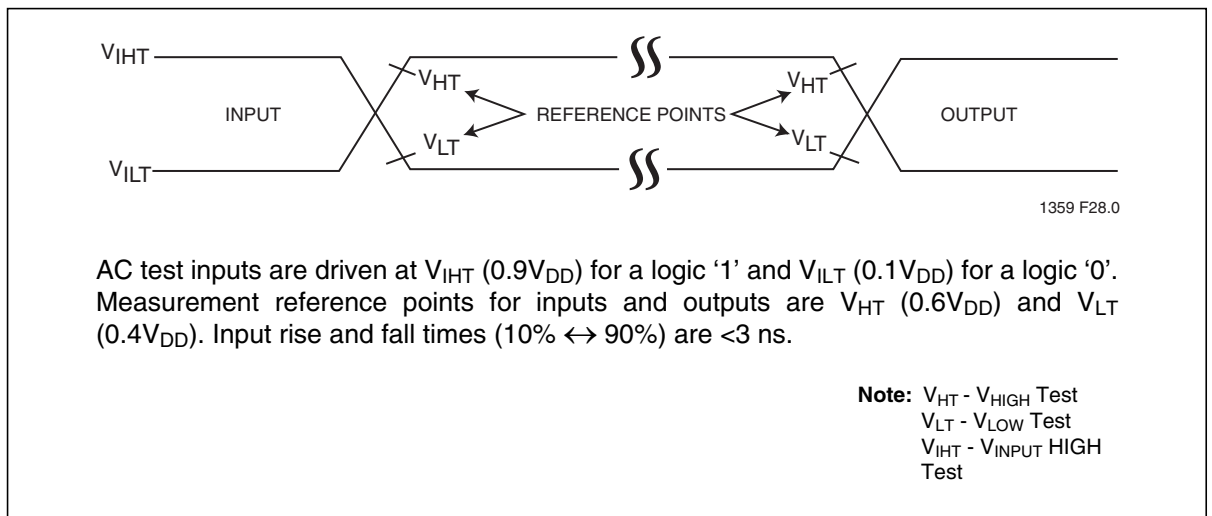 VIHT
VHT
VHT
INPUT
REFERENCE POINTS
OUTPUT
VLT
VLT
VILT
1359 F28.0
AC test inputs are driven at VIHT (0.9VDD) for a logic ‘1’ and VILT (0.1VDD) for a logic ‘0’.
Measurement reference points for inputs and outputs are VHT (0.6VDD) and VLT
(0.4VDD). Input rise and fall times (10% ↔ 90%) are <3 ns.
Note: VHT - VHIGH Test
VLT - VLOW Test
VIHT - VINPUT HIGH
Test